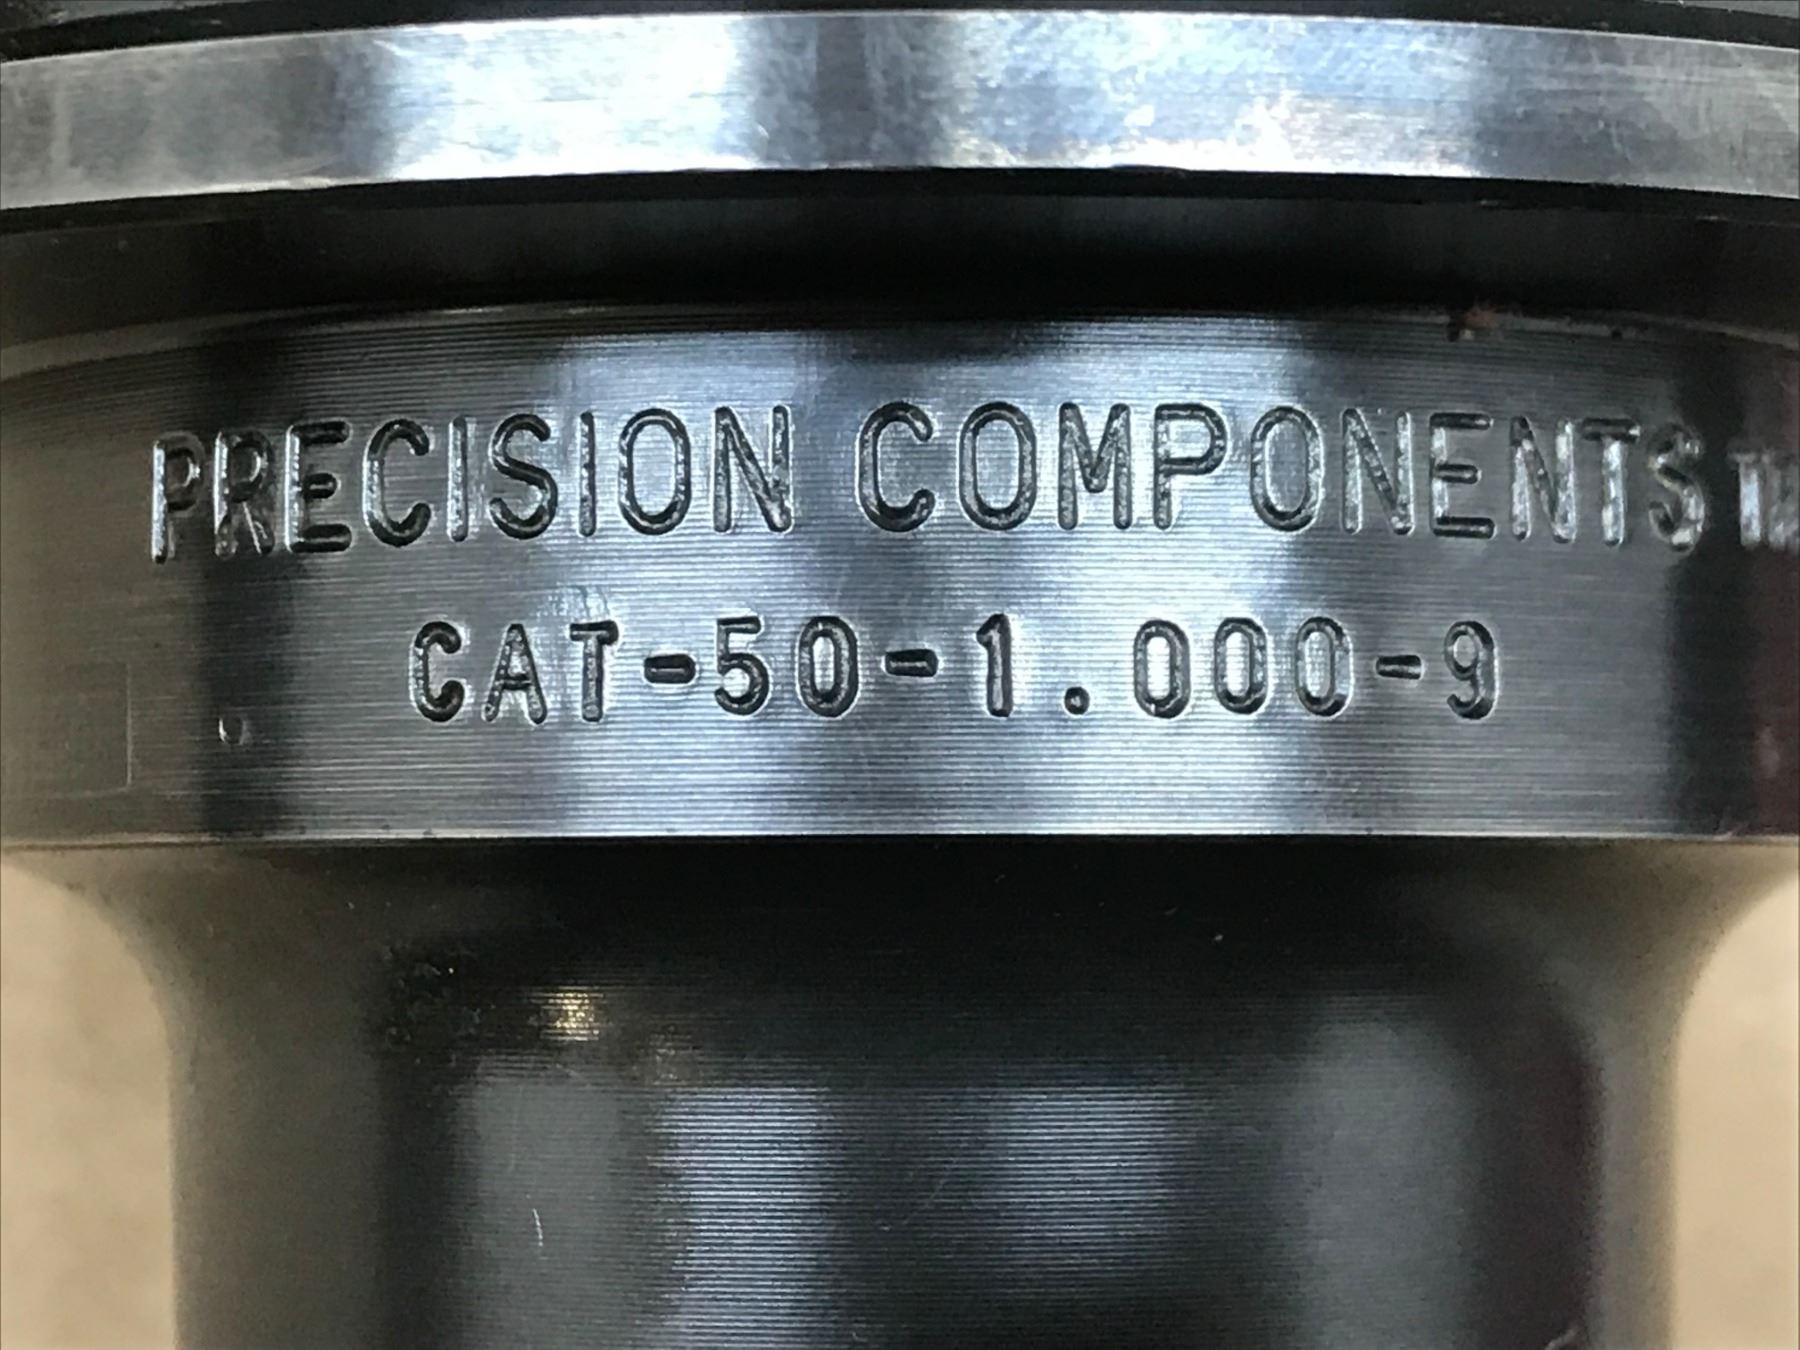 PRECISION COMPONENTS
CAT-50-1.000-9